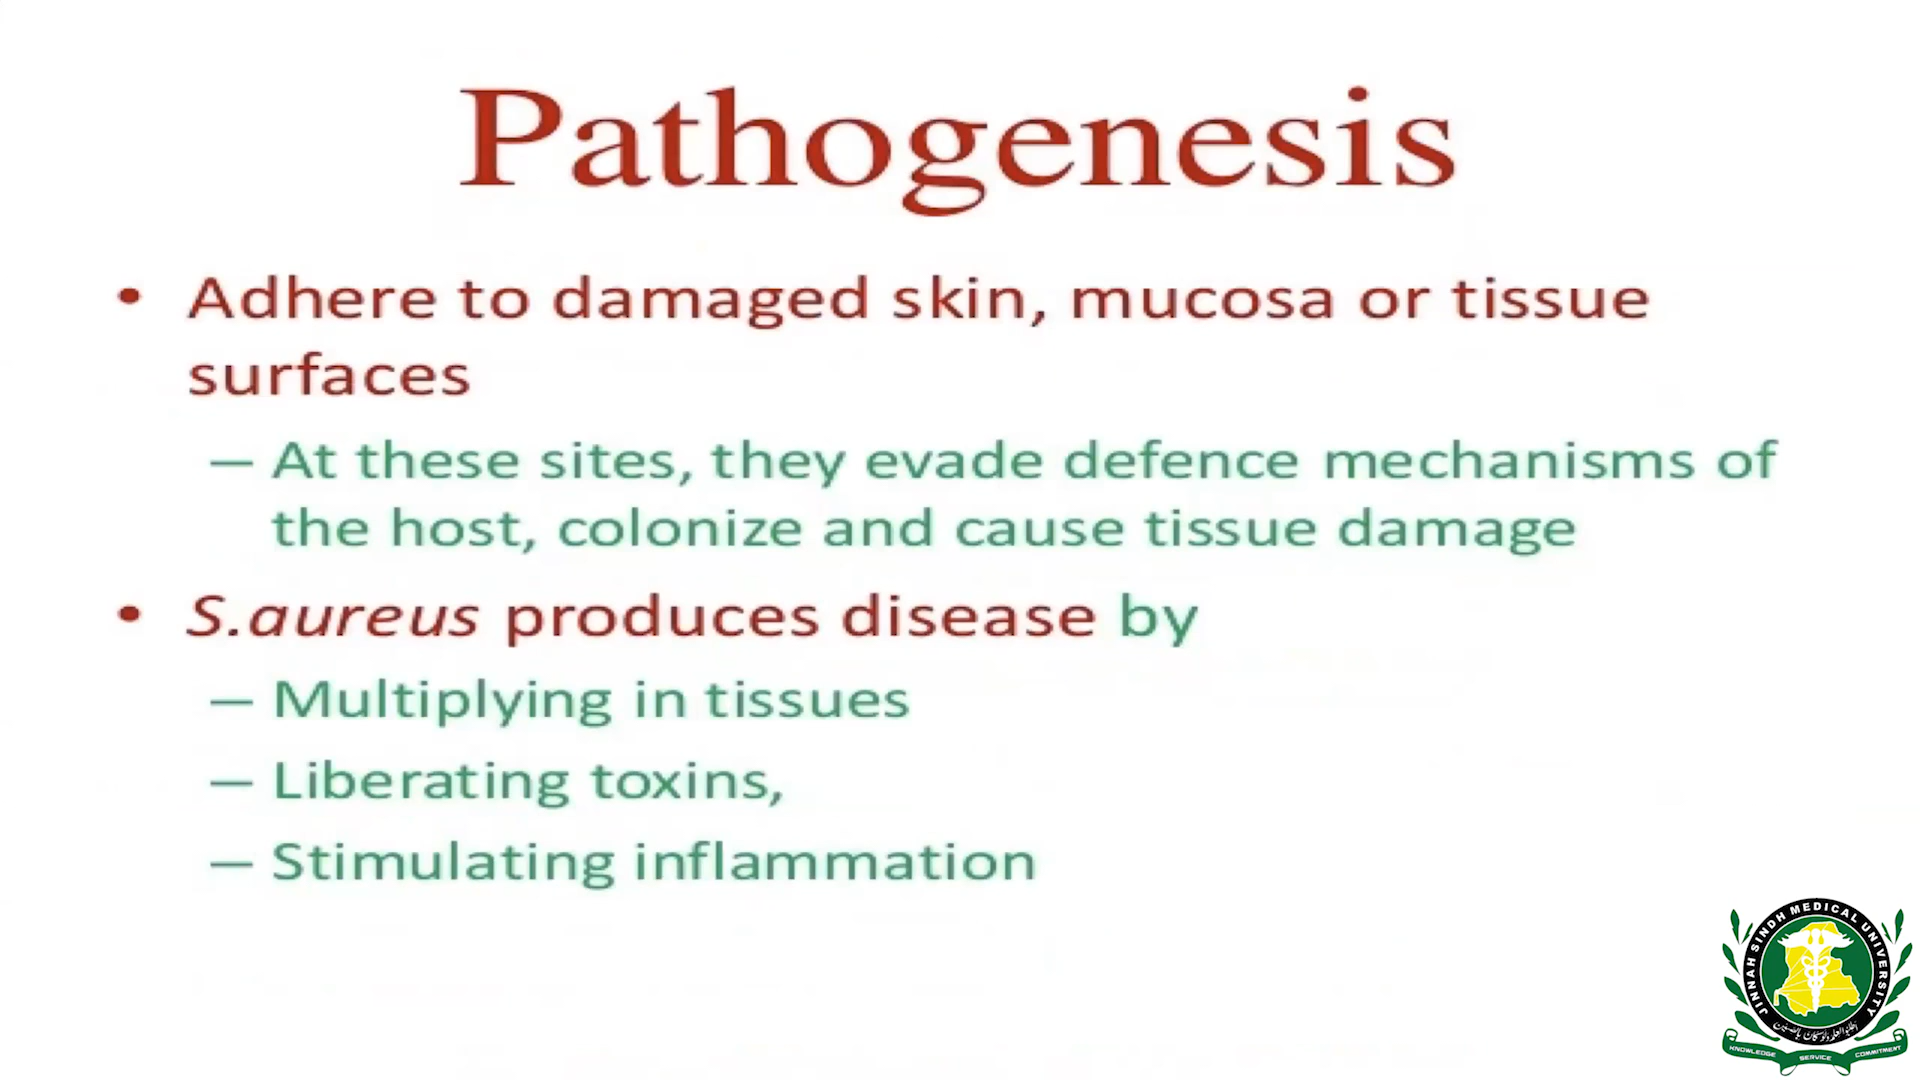 Pathogenesis
• Adhere to damaged skin, mucosa or tissue
surfaces
– At these sites, they evade defence mechanisms of
the host, colonize and cause tissue damage
• S.aureus produces disease by
– Multiplying in tissues
– Liberating toxins,
– Stimulating inflammation
JINNAH SINDH MEDICAL UNIVERSITY
KNOWLEDGE SERVICE COMMITMENT